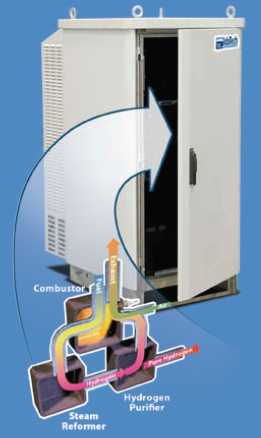 Exhaust
Fuel
Combustor
Hydrogen
Pure Hydrogen
Steam
Reformer
Hydrogen
Purifier